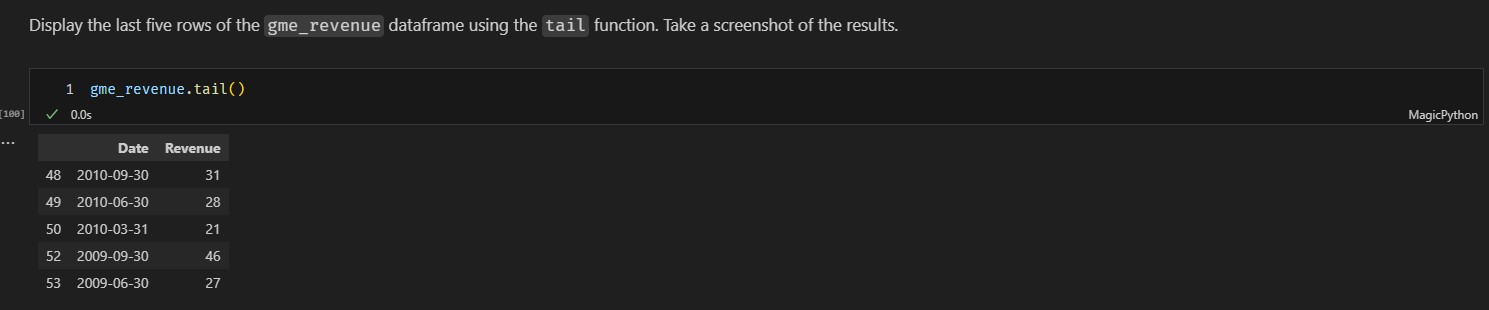 Display the last five rows of the gme_revenue dataframe using the tail function. Take a screenshot of the results.
1 gme_revenue.tail()
[100] ✓ 0.0s MagicPython
...
Date Revenue
48 2010-09-30 31
49 2010-06-30 28
50 2010-03-31 21
52 2009-09-30 46
53 2009-06-30 27